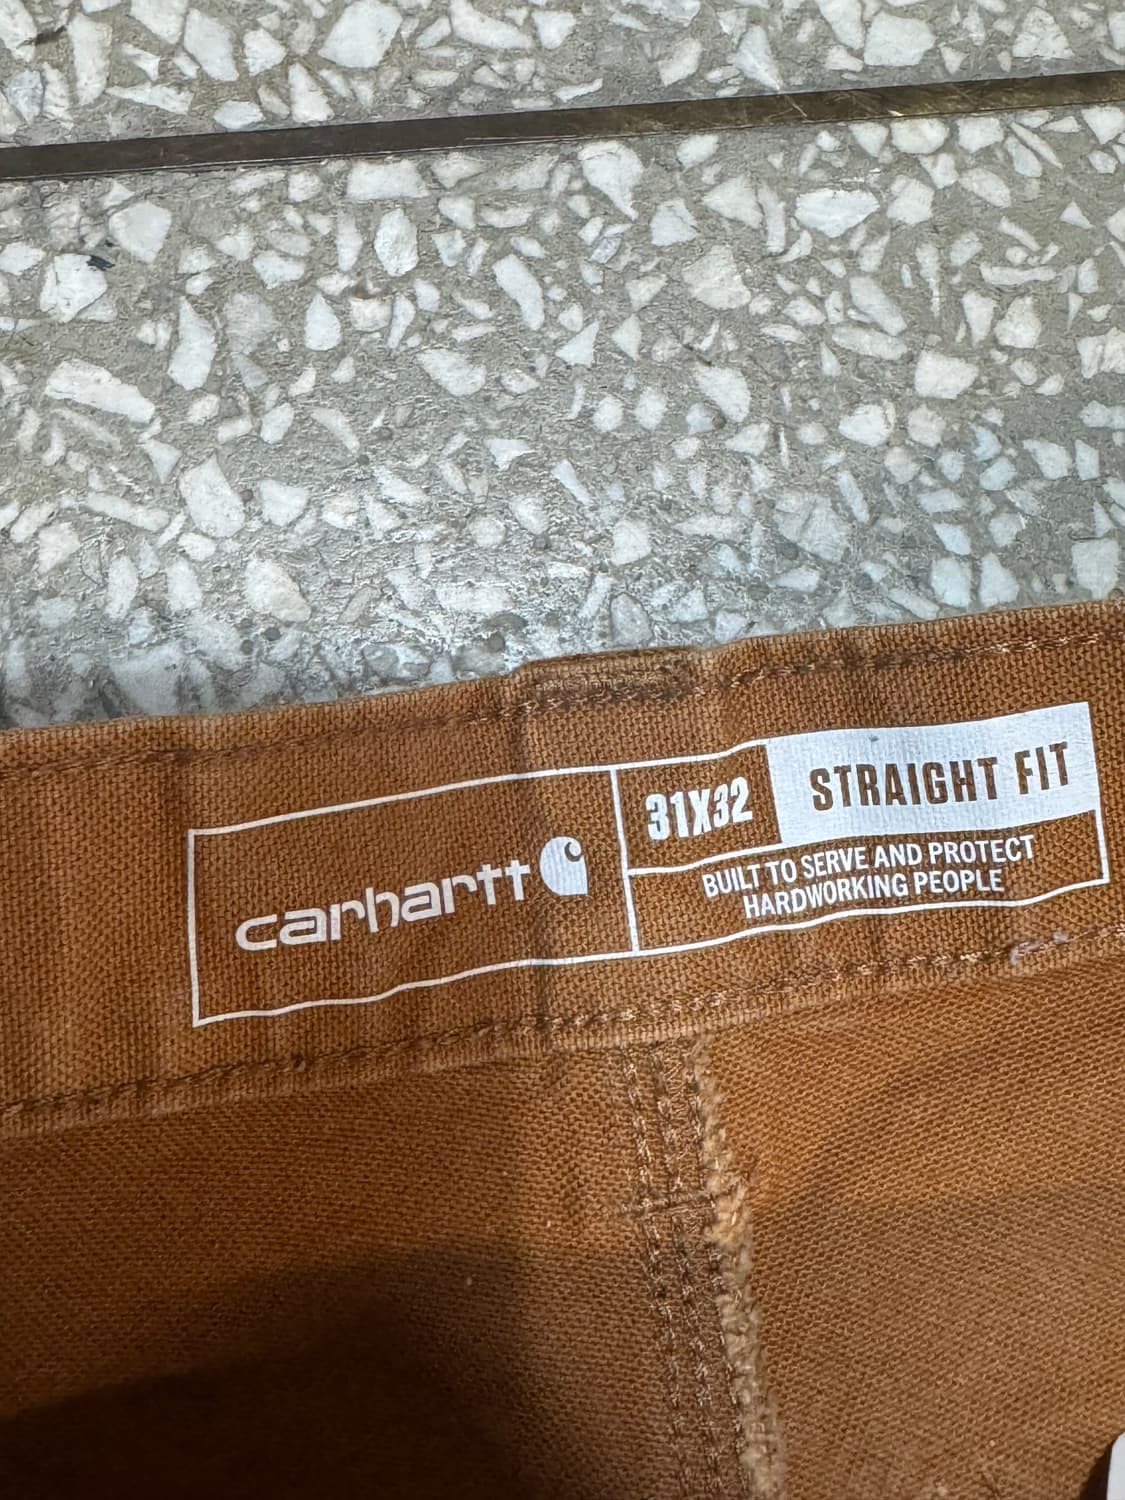 carhartt
31X32
STRAIGHT FIT
BUILT TO SERVE AND PROTECT
HARDWORKING PEOPLE